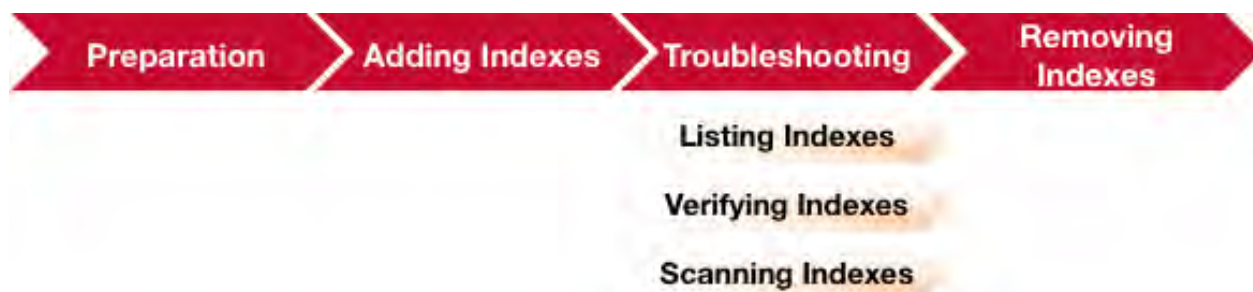 Preparation
Adding Indexes
Troubleshooting
Removing
Indexes
Listing Indexes
Verifying Indexes
Scanning Indexes